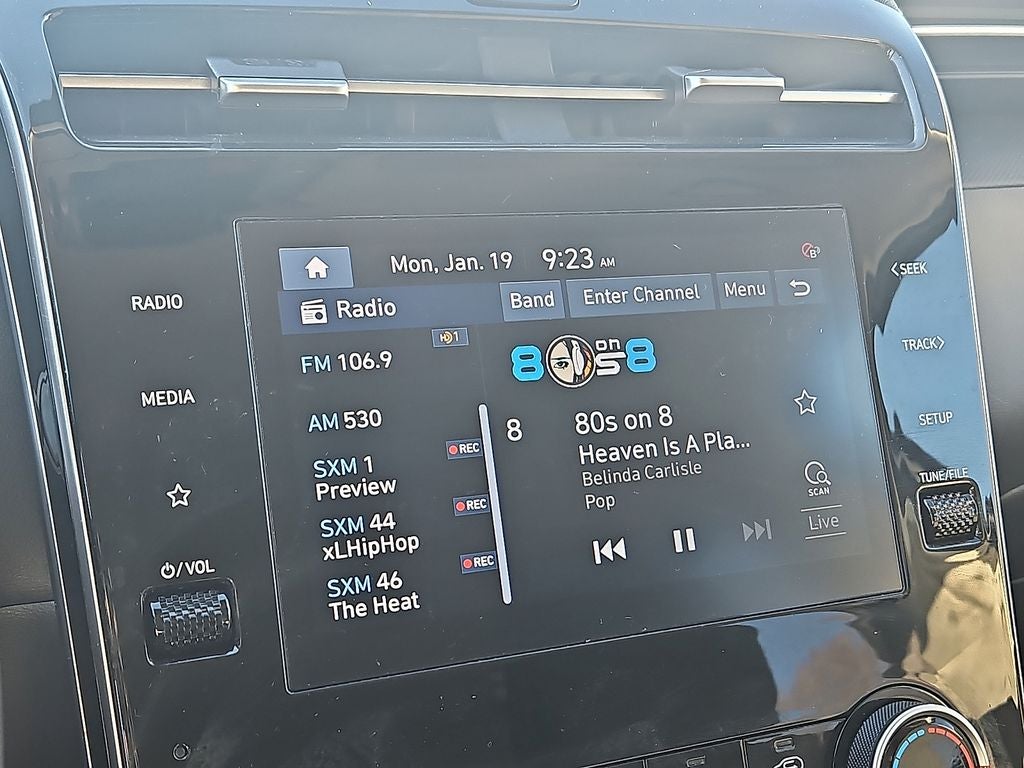 Mon, Jan. 19 9:23 AM
B
Radio
Band
Enter Channel
Menu
FM 106.9
HD 1
AM 530
SXM 1
REC
Preview
SXM 44
REC
xLHipHop
SXM 46
REC
The Heat
80s on 8
8
80s on 8
Heaven Is A Pla...
Belinda Carlisle
Pop
SCAN
Live
RADIO
MEDIA
/VOL
<SEEK
TRACK>
SETUP
TUNE/FILE